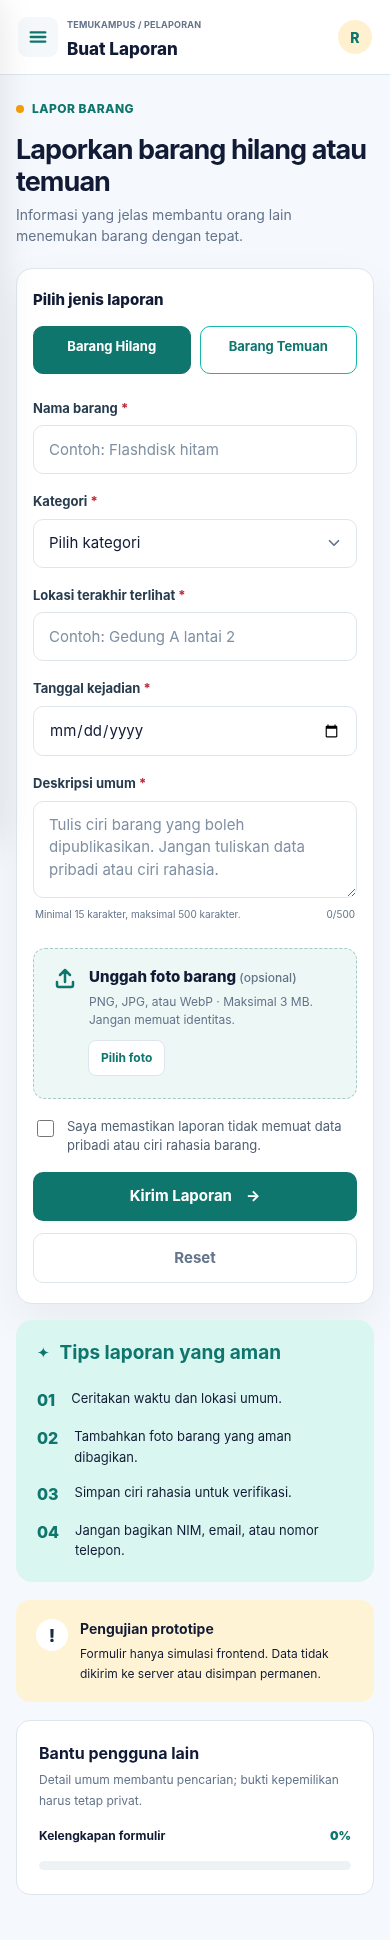 TEMUKAMPUS / PELAPORAN
Buat Laporan
R
LAPOR BARANG
Laporkan barang hilang atau
temuan
Informasi yang jelas membantu orang lain
menemukan barang dengan tepat.
Pilih jenis laporan
Barang Hilang
Barang Temuan
Nama barang *
Contoh: Flashdisk hitam
Kategori *
Pilih kategori
Lokasi terakhir terlihat *
Contoh: Gedung A lantai 2
Tanggal kejadian *
mm/dd/yyyy
Deskripsi umum *
Tulis ciri barang yang boleh
dipublikasikan. Jangan tuliskan data
pribadi atau ciri rahasia.
Minimal 15 karakter, maksimal 500 karakter. 0/500
Unggah foto barang (opsional)
PNG, JPG, atau WebP · Maksimal 3 MB.
Jangan memuat identitas.
Pilih foto
Saya memastikan laporan tidak memuat data
pribadi atau ciri rahasia barang.
Kirim Laporan →
Reset
✦ Tips laporan yang aman
01 Ceritakan waktu dan lokasi umum.
02 Tambahkan foto barang yang aman
dibagikan.
03 Simpan ciri rahasia untuk verifikasi.
04 Jangan bagikan NIM, email, atau nomor
telepon.
! Pengujian prototipe
Formulir hanya simulasi frontend. Data tidak
dikirim ke server atau disimpan permanen.
Bantu pengguna lain
Detail umum membantu pencarian; bukti kepemilikan
harus tetap privat.
Kelengkapan formulir 0%